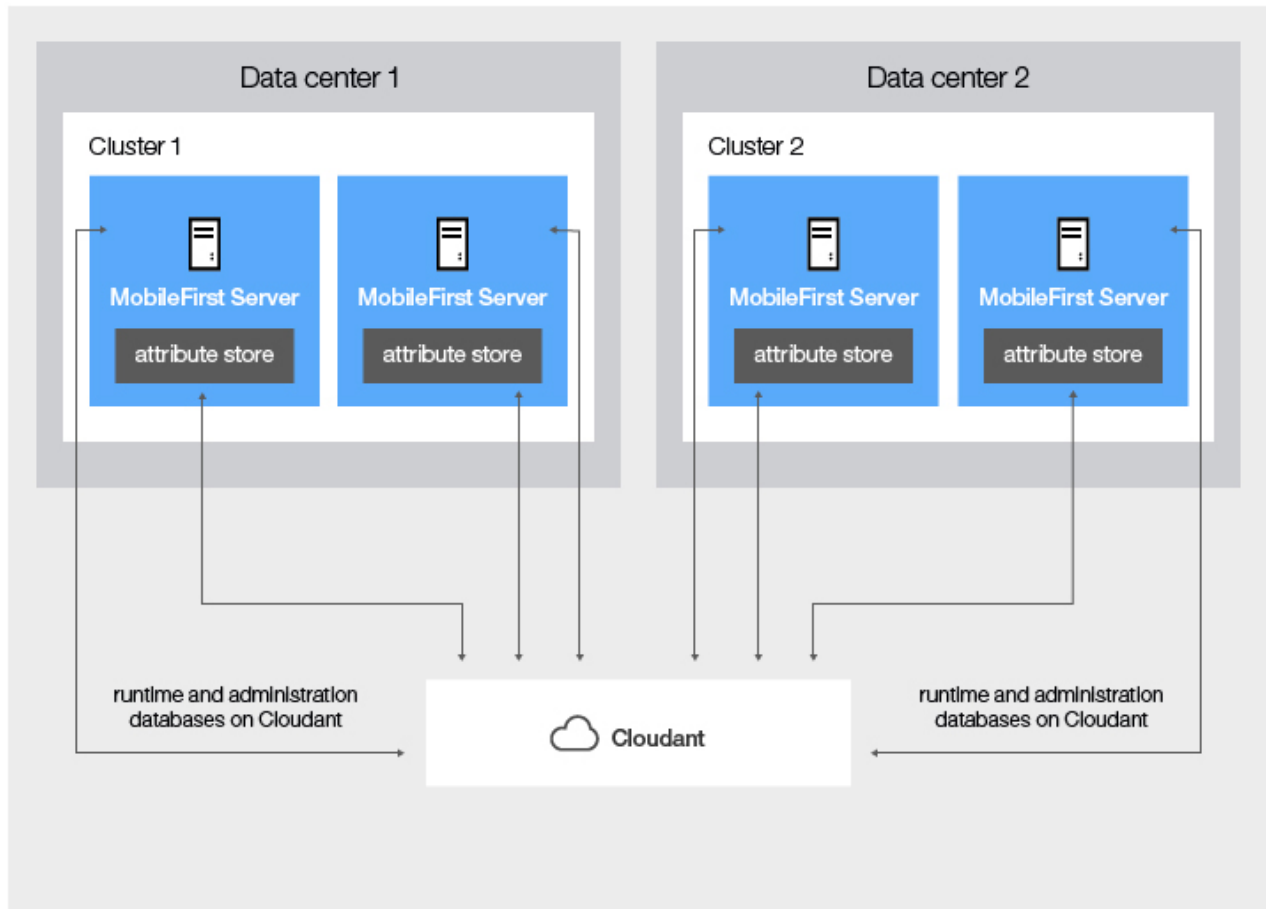 Data center 1
Cluster 1
MobileFirst Server
attribute store
MobileFirst Server
attribute store
Data center 2
Cluster 2
MobileFirst Server
attribute store
MobileFirst Server
attribute store
runtime and administration
databases on Cloudant
Cloudant
runtime and administration
databases on Cloudant